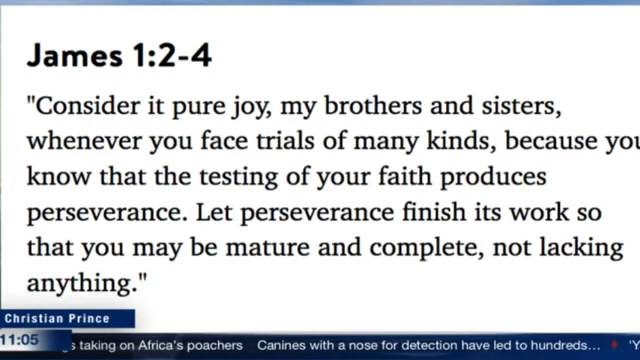 James 1:2-4
"Consider it pure joy, my brothers and sisters,
whenever you face trials of many kinds, because you
know that the testing of your faith produces
perseverance. Let perseverance finish its work so
that you may be mature and complete, not lacking
anything."
Christian Prince
11:05
taking on Africa's poachers Canines with a nose for detection have led to hundreds...